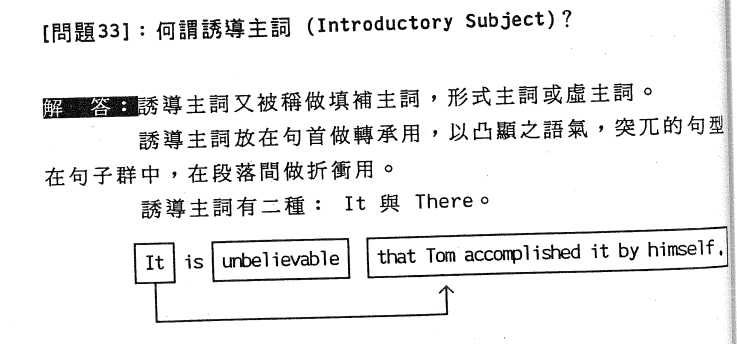 [問題33]：何謂誘導主詞 (Introductory Subject)？
解 答：誘導主詞又被稱做填補主詞，形式主詞或虛主詞。
誘導主詞放在句首做轉承用，以凸顯之語氣，突兀的句型
在句子群中，在段落間做折衝用。
誘導主詞有二種： It 與 There。
It is unbelievable that Tom accomplished it by himself.